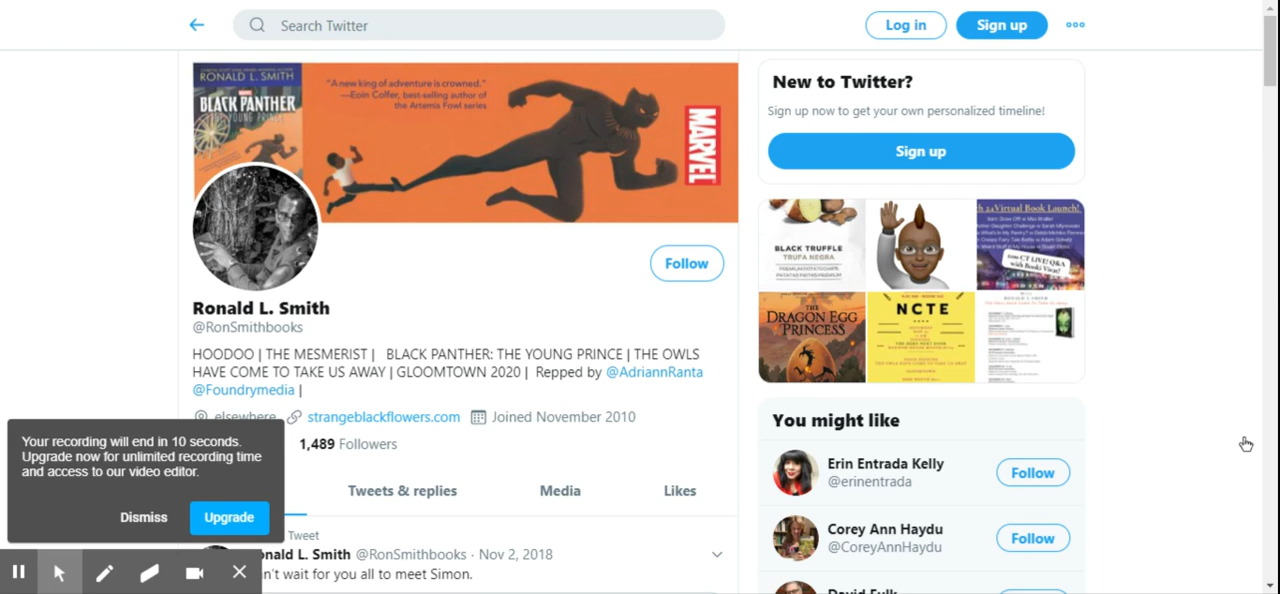 Search Twitter
Log in
Sign up
RONALD L. SMITH
MARVEL
BLACK PANTHER
"A new king of adventure is crowned."
—Eoin Colfer, best-selling author of
the Artemis Fowl series
MARVEL
Follow
Ronald L. Smith
@RonSmithbooks
HOODOO | THE MESMERIST | BLACK PANTHER: THE YOUNG PRINCE | THE OWLS
HAVE COME TO TAKE US AWAY | GLOOMTOWN 2020 | Repped by @AdriannRanta
@Foundrymedia |
elsewhere
strangeblackflowers.com
Joined November 2010
1,489 Followers
Tweets & replies
Media
Likes
Tweet
onald L. Smith @RonSmithbooks · Nov 2, 2018
n't wait for you all to meet Simon.
Your recording will end in 10 seconds.
Upgrade now for unlimited recording time
and access to our video editor.
Dismiss
Upgrade
New to Twitter?
Sign up now to get your own personalized timeline!
Sign up
BLACK TRUFFLE
TRUFA NEGRA
h 24 Virtual Book Launch!
THE
DRAGON EGG
PRINCESS
NCTE
You might like
Erin Entrada Kelly
@erinentrada
Follow
Corey Ann Haydu
@CoreyAnnHaydu
Follow